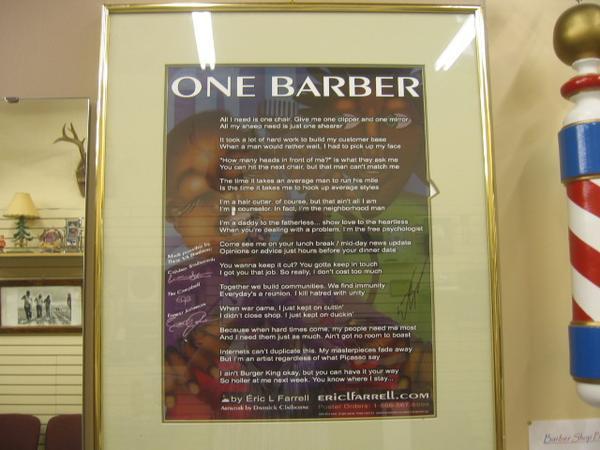 ONE BARBER
All I need is one chair. Give me one clipper and one mirror
All my sheep need is just one shearer
It took a lot of hard work to build my customer base
When a man would rather wait, I had to pick up my face
"How many heads in front of me?" is what they ask me
You can hit the next chair, but that man can't match me
The time it takes an average man to run his mile
Is the time it takes me to hook up average styles
I'm a hair cutter, of course, but that ain't all I am
I'm a counselor. In fact, I'm the neighborhood man
I'm a daddy to the fatherless... show love to the heartless
When you're dealing with a problem, I'm the free psychologist
Come see me on your lunch break / mid-day news update
Opinions or advice just hours before your dinner date
You wanna keep it cut? You gotta keep in touch
I got you that job. So really, I don't cost too much
Together we build communities. We find immunity
Everyday's a reunion. I kill hatred with unity
When war came, I just kept on cuttin'
I didn't close shop. I just kept on duckin'
Because when hard times come, my people need me most
And I need them just as much. Ain't got no room to boast
Internets can't duplicate this. My masterpieces fade away
But I'm an artist regardless of what Picasso say
I ain't Burger King okay, but you can have it your way
So holler at me next week. You know where I stay...
by Eric L Farrell
Artwork by Dannick Claiborne
ERICLFARRELL.COM
Poster Orders:
Barber Shop